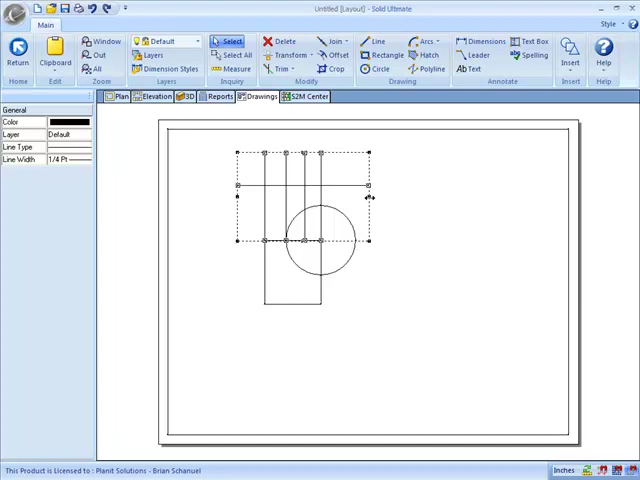 Untitled [Layout] - Solid Ultimate
Main
Style
Return
Home
Clipboard
Edit
Window
Out
All
Zoom
Default
Layers
Dimension Styles
Layers
Select
Select All
Measure
Inquiry
Delete
Transform
Trim
Join
Offset
Crop
Modify
Line
Rectangle
Circle
Arcs
Hatch
Polyline
Drawing
Dimensions
Leader
Text
Text Box
Spelling
Annotate
Insert
Insert
Help
Help
Plan
Elevation
3D
Reports
Drawings
S2M Center
General
Color
Layer Default
Line Type
Line Width 1/4 Pt
This Product is Licensed to : Planit Solutions - Brian Schanuel
Inches